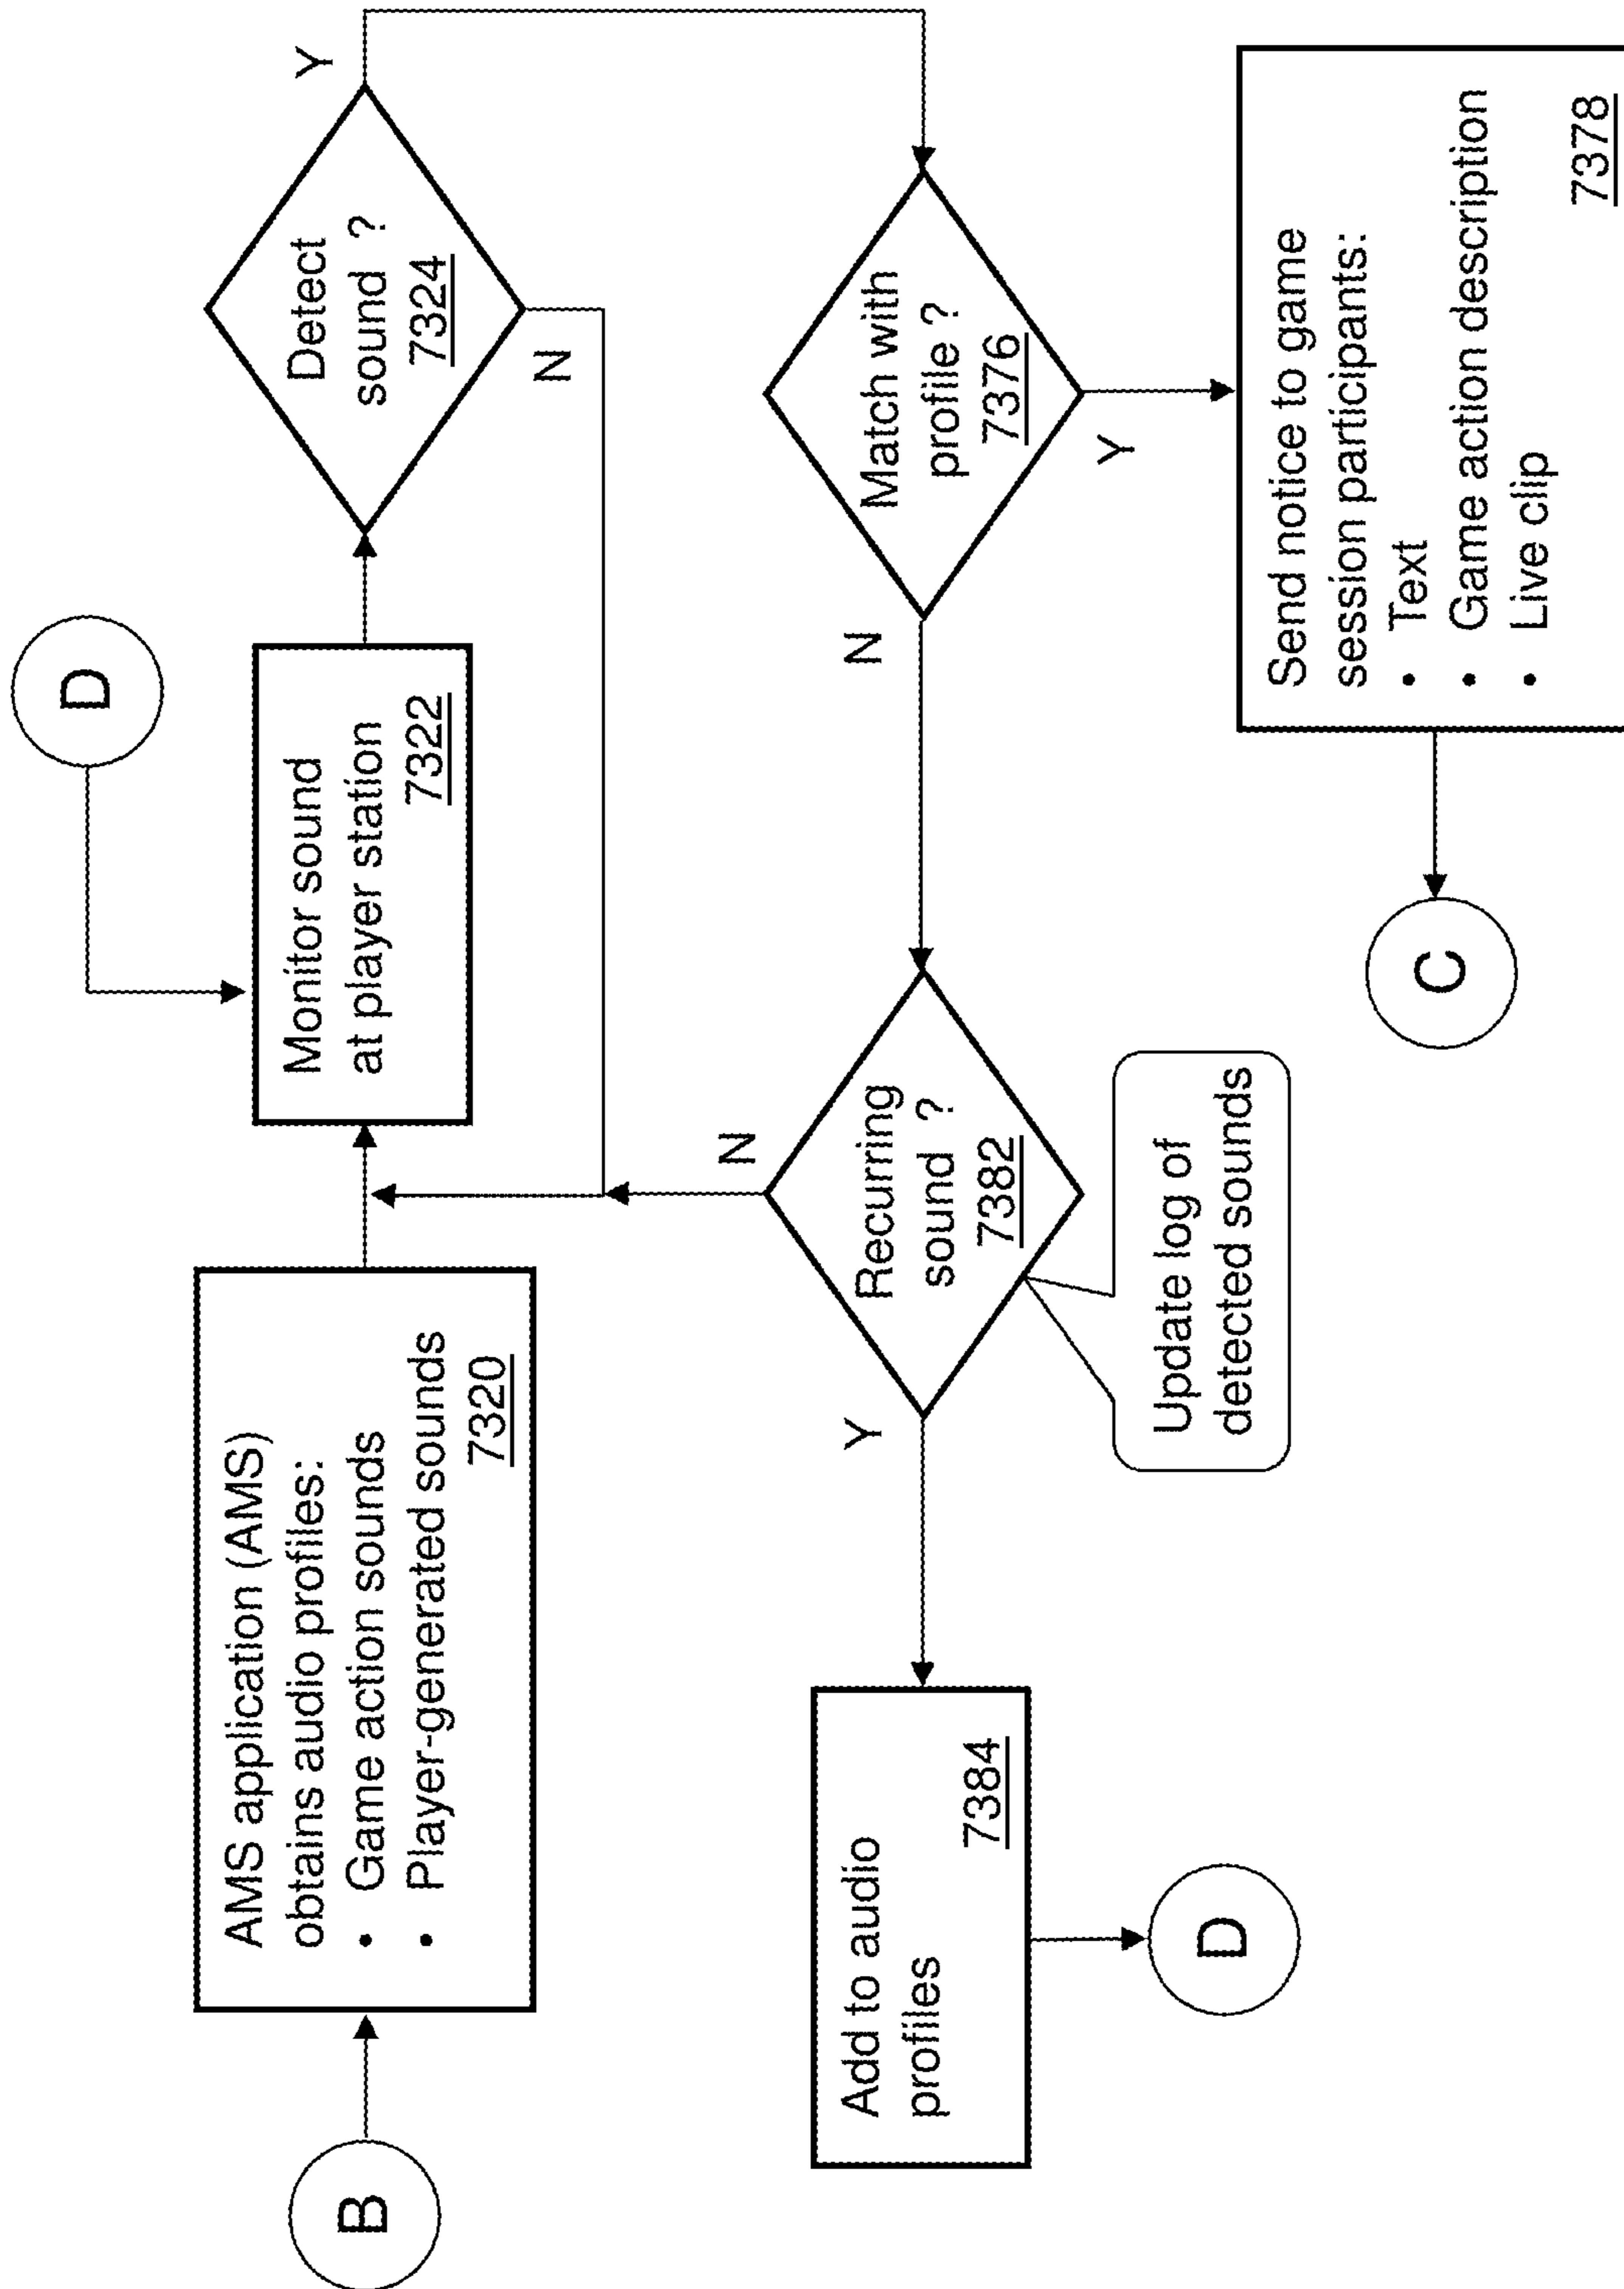 B
AMS application (AMS)
obtains audio profiles:
• Game action sounds
• Player-generated sounds
7320
D
Monitor sound
at player station
7322
Detect
sound ?
7324
Y
N
Match with
profile ?
7376
N
Y
Recurring
sound ?
7382
N
Y
Update log of
detected sounds
Add to audio
profiles
7384
D
Send notice to game
session participants:
• Text
• Game action description
• Live clip
7378
C